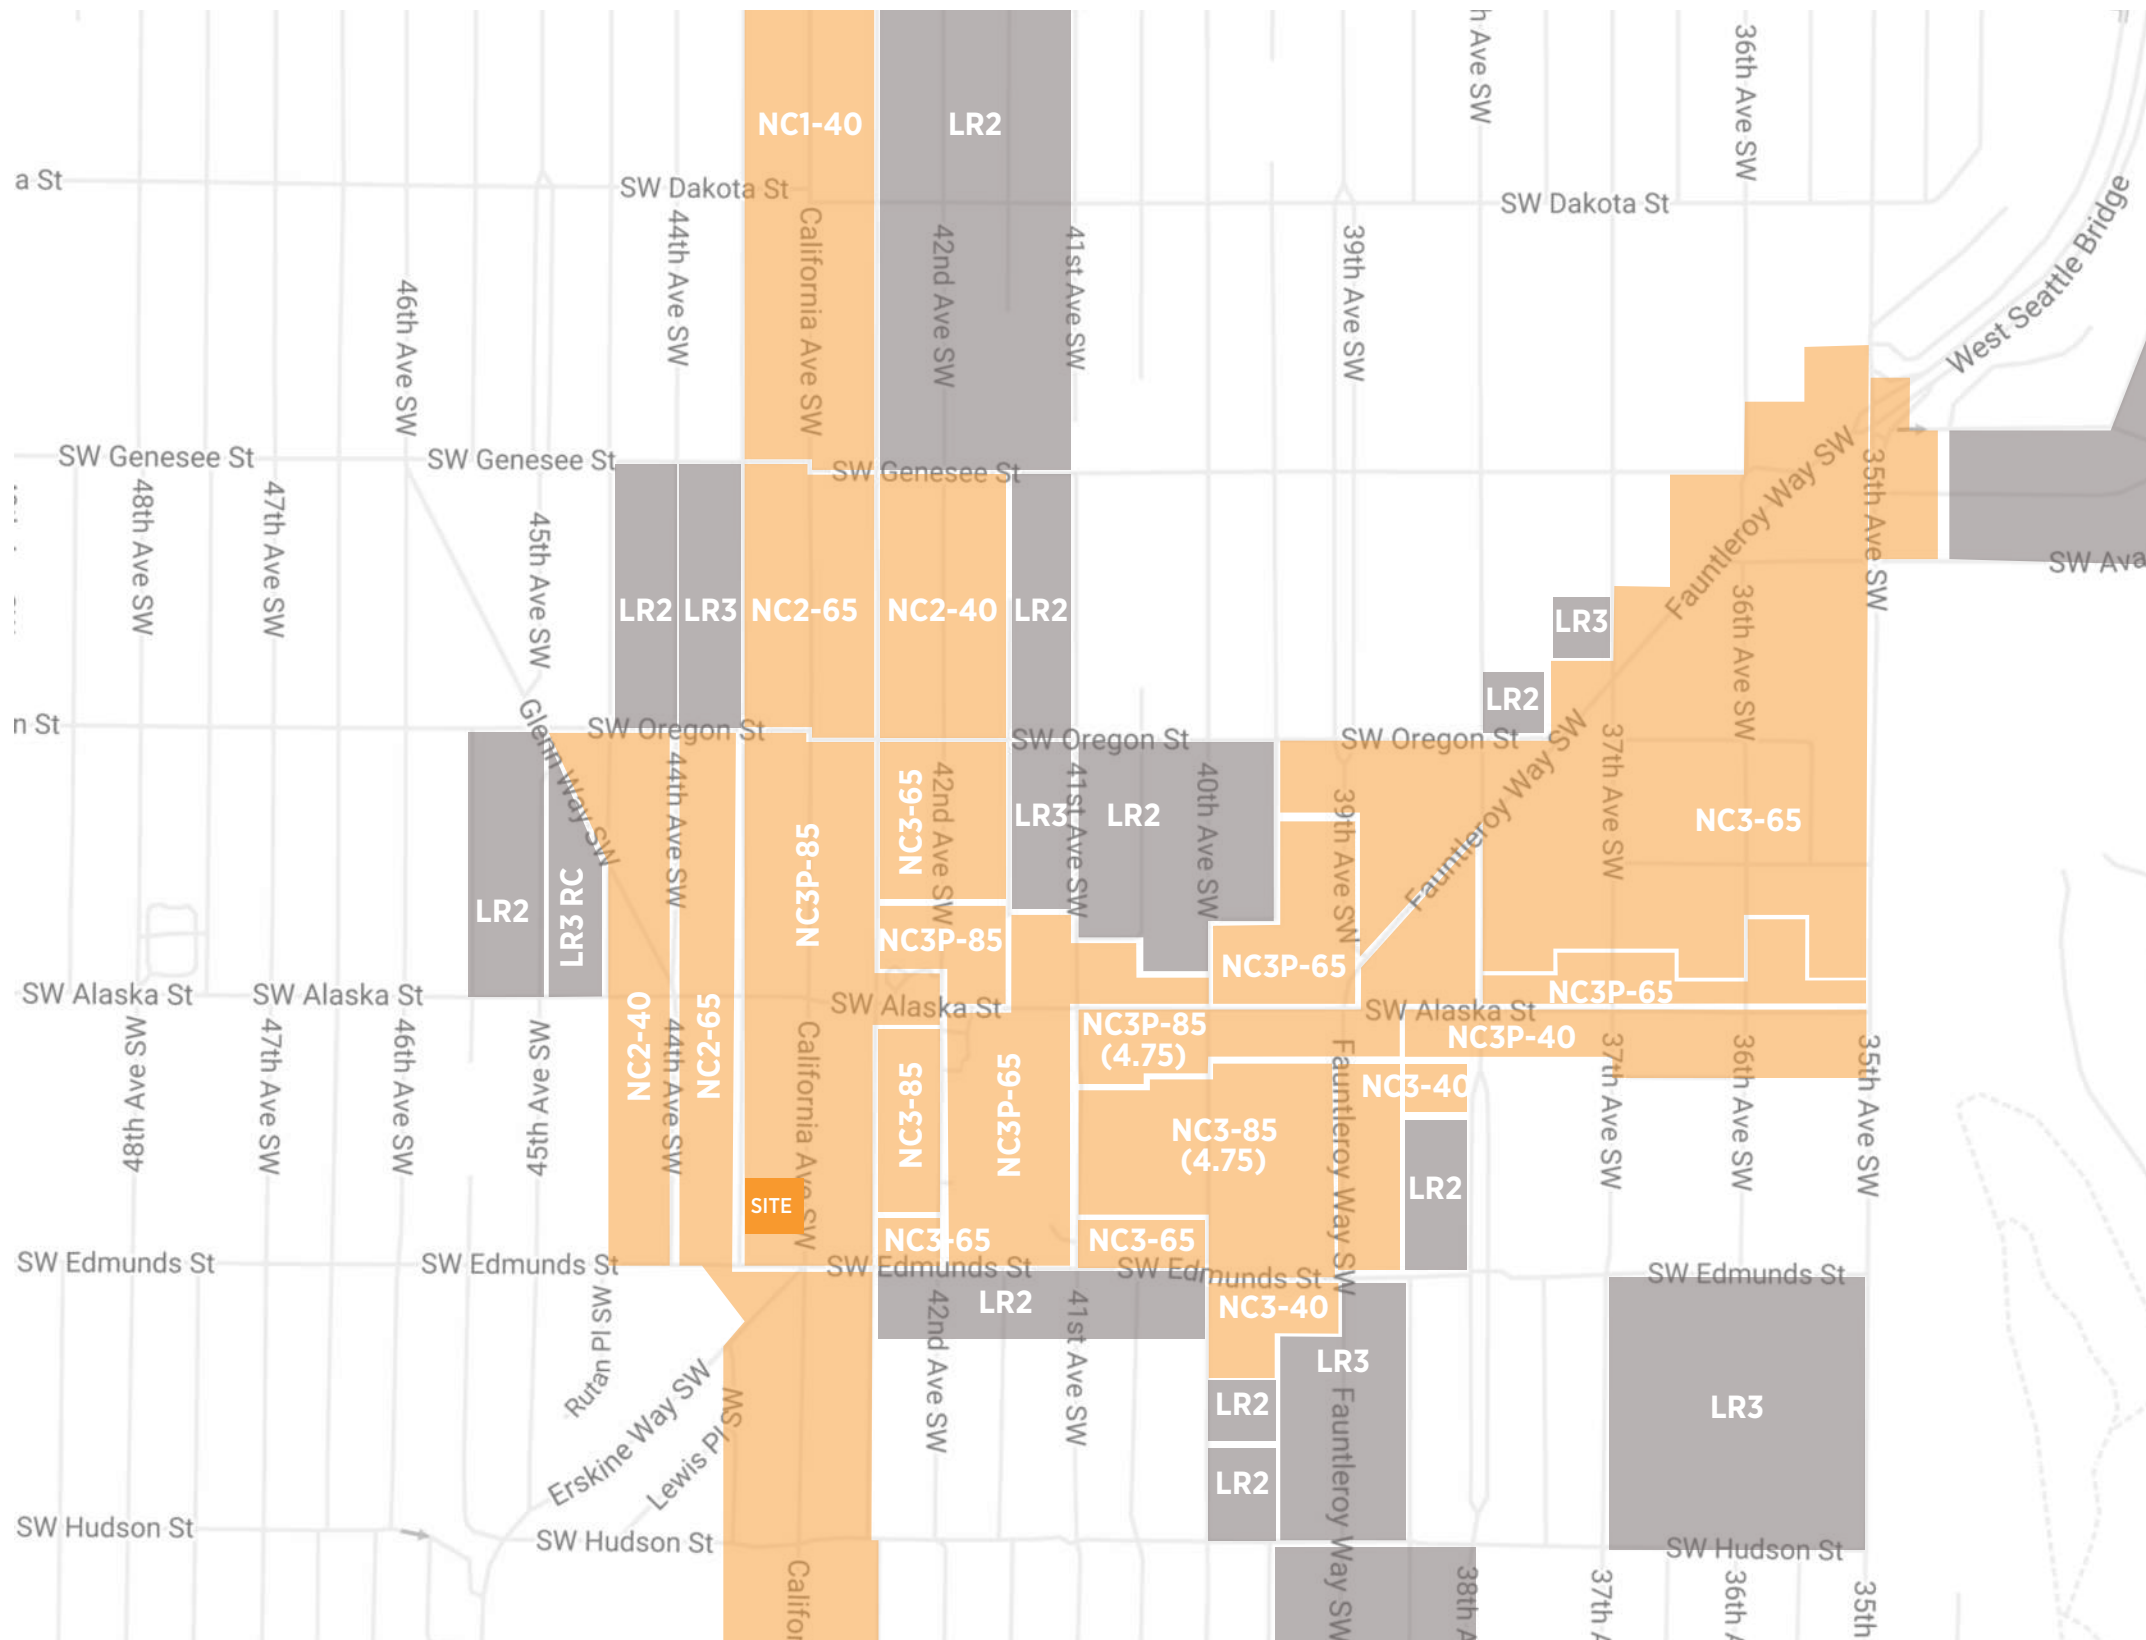 h Ave SW
36th Ave SW
NC1-40
LR2
a St
SW Dakota St
SW Dakota St
44th Ave SW
California Ave SW
42nd Ave SW
41st Ave SW
39th Ave SW
West Seattle Bridge
46th Ave SW
SW Genesee St
SW Genesee St
SW Genesee St
48th Ave SW
47th Ave SW
45th Ave SW
Fauntleroy Way SW
35th Ave SW
SW Ava
36th Ave SW
LR2
LR3
NC2-65
NC2-40
LR2
LR3
LR2
n St
Glenn Way SW
SW Oregon St
SW Oregon St
SW Oregon St
Fauntleroy Way SW
37th Ave SW
44th Ave SW
NC3P-85
NC3-65
42nd Ave SW
LR3
41st Ave SW
LR2
40th Ave SW
39th Ave SW
NC3-65
LR2
LR3 RC
NC3P-85
NC3P-65
NC3P-65
SW Alaska St
SW Alaska St
SW Alaska St
SW Alaska St
NC2-40
NC2-65
NC3P-85
(4.75)
NC3P-40
48th Ave SW
47th Ave SW
46th Ave SW
45th Ave SW
44th Ave SW
California Ave SW
NC3-85
NC3P-65
NC3-85
(4.75)
Fauntleroy Way SW
NC3-40
LR2
37th Ave SW
36th Ave SW
35th Ave SW
SITE
NC3-65
NC3-65
SW Edmunds St
SW Edmunds St
SW Edmunds St
SW Edmunds St
SW Edmunds St
Rutan Pl SW
LR2
42nd Ave SW
41st Ave SW
NC3-40
LR3
LR2
LR2
Fauntleroy Way SW
LR3
Erskine Way SW
Lewis Pl SW
SW Hudson St
SW Hudson St
SW Hudson St
Califor
38th A
37th A
36th A
35th